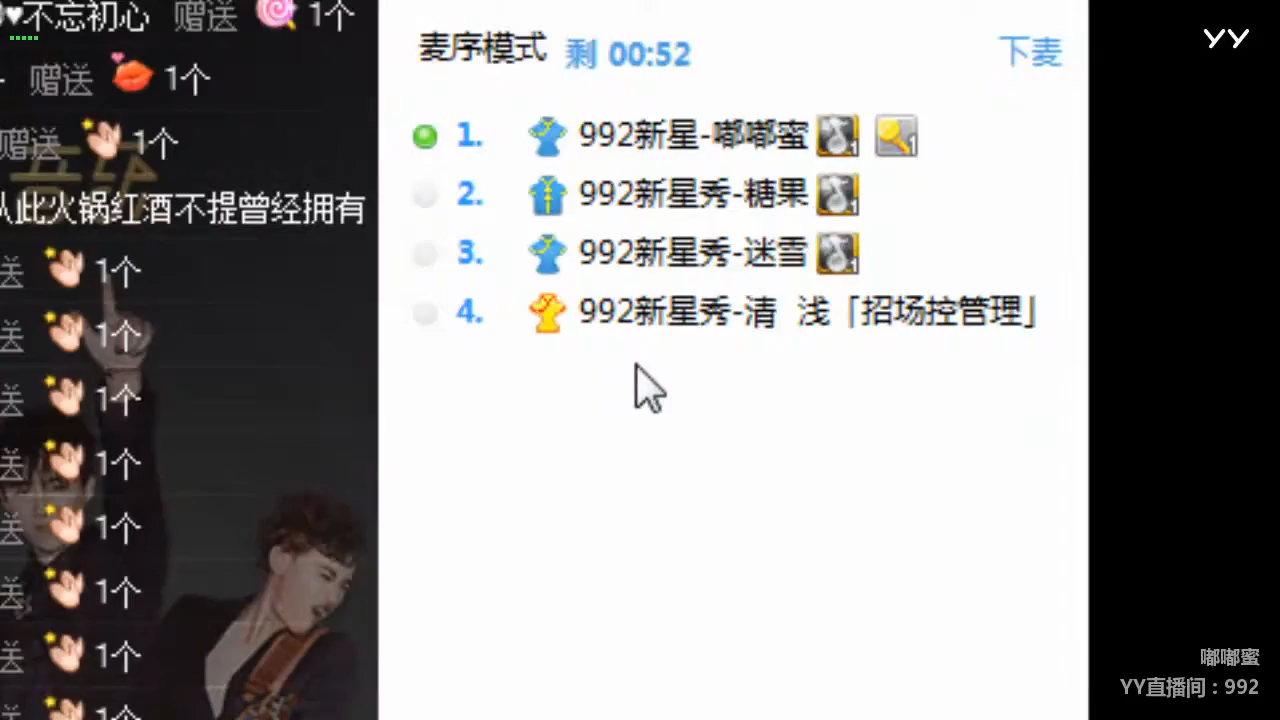 ♥不忘初心 赠送 1个
赠送 1个
赠送 1个
从此火锅红酒不提曾经拥有
送 1个
送 1个
送 1个
送 1个
送 1个
送 1个
送 1个
1个
麦序模式 剩 00:52 下麦
1. 992新星-嘟嘟蜜 1 1
2. 992新星秀-糖果 1
3. 992新星秀-迷雪 1
4. 992新星秀-清 浅「招场控管理」
YY
嘟嘟蜜
YY直播间：992